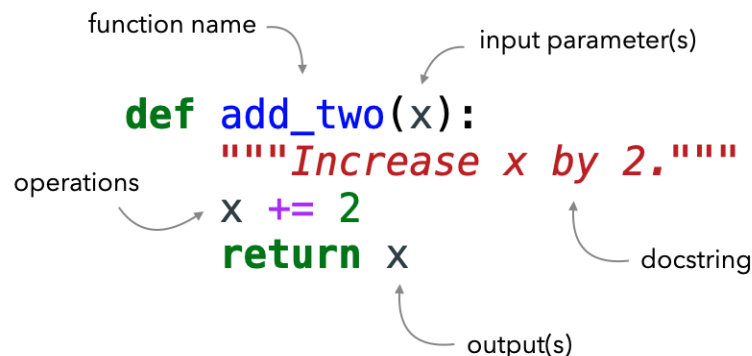 function name
input parameter(s)
def add_two(x):
"""Increase x by 2."""
operations
x += 2
return x
docstring
output(s)